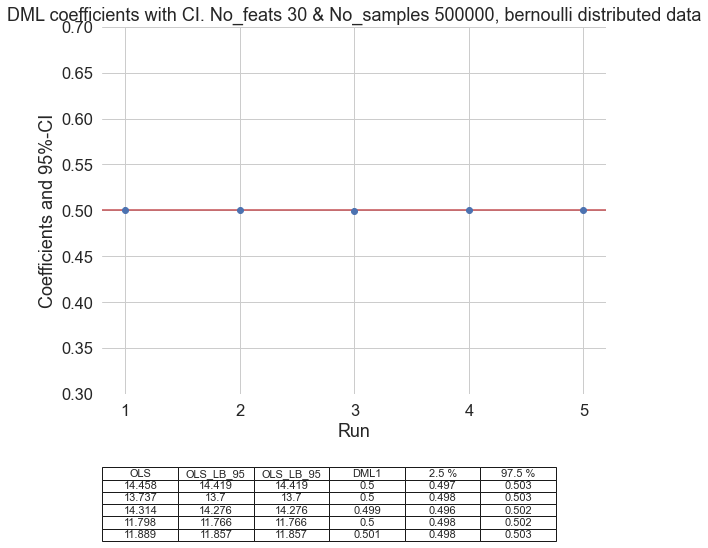 DML coefficients with CI. No_feats 30 & No_samples 500000, bernoulli distributed data
0.70
0.65
0.60
0.55
0.50
0.45
0.40
0.35
0.30
Coefficients and 95%-CI
1 2 3 4 5
Run
OLS OLS_LB_95 OLS_LB_95 DML1 2.5 % 97.5 %
14.458 14.419 14.419 0.5 0.497 0.503
13.737 13.7 13.7 0.5 0.498 0.503
14.314 14.276 14.276 0.499 0.496 0.502
11.798 11.766 11.766 0.5 0.498 0.502
11.889 11.857 11.857 0.501 0.498 0.503